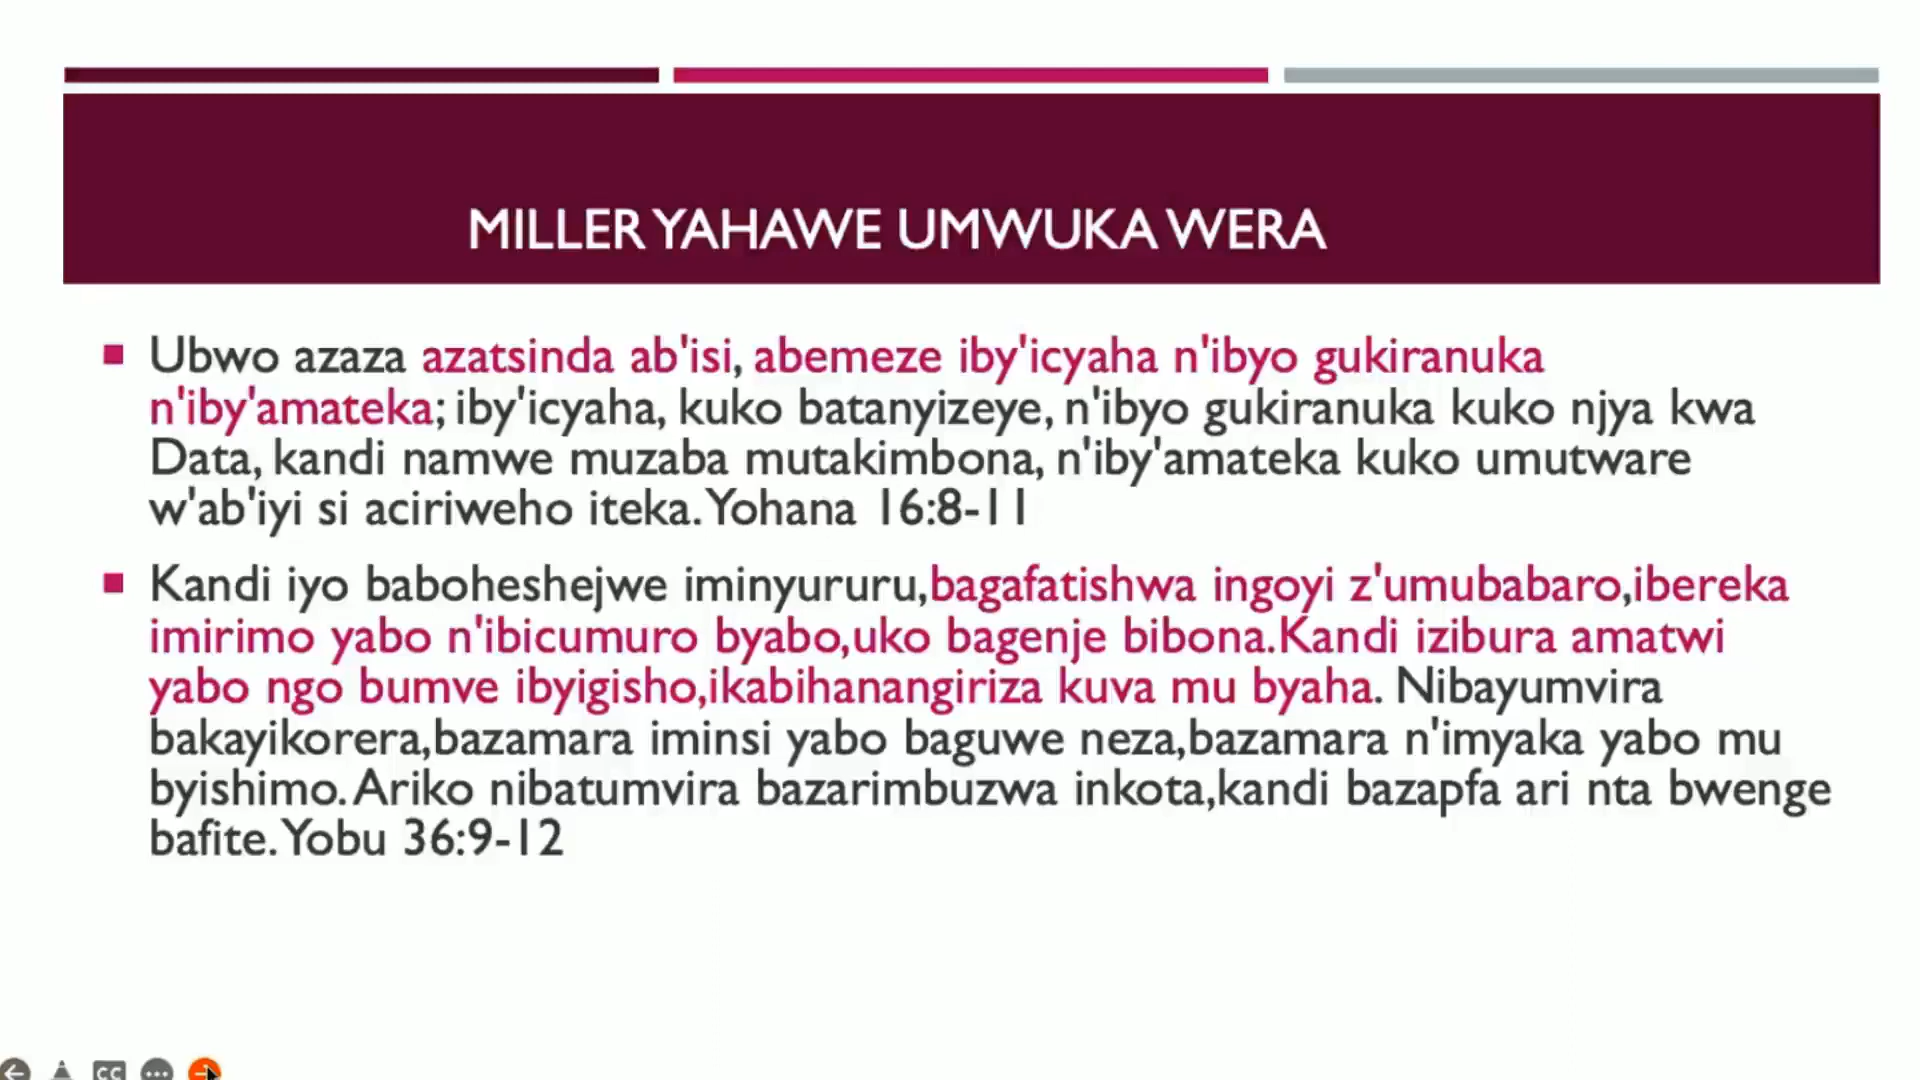 MILLER YAHAWE UMWUKA WERA
Ubwo azaza azatsinda ab'isi, abemeze iby'icyaha n'ibyo gukiranuka
n'iby'amateka; iby'icyaha, kuko batanyizeye, n'ibyo gukiranuka kuko njya kwa
Data, kandi namwe muzaba mutakimbona, n'iby'amateka kuko umutware
w'ab'iyi si aciriweho iteka. Yohana 16:8-11
Kandi iyo baboheshejwe iminyururu,bagafatishwa ingoyi z'umubabaro,ibereka
imirimo yabo n'ibicumuro byabo,uko bagenje bibona.Kandi izibura amatwi
yabo ngo bumve ibyigisho,ikabihanangiriza kuva mu byaha. Nibayumvira
bakayikorera,bazamara iminsi yabo baguwe neza,bazamara n'imyaka yabo mu
byishimo. Ariko nibatumvira bazarimbuzwa inkota,kandi bazapfa ari nta bwenge
bafite. Yobu 36:9-12
CC